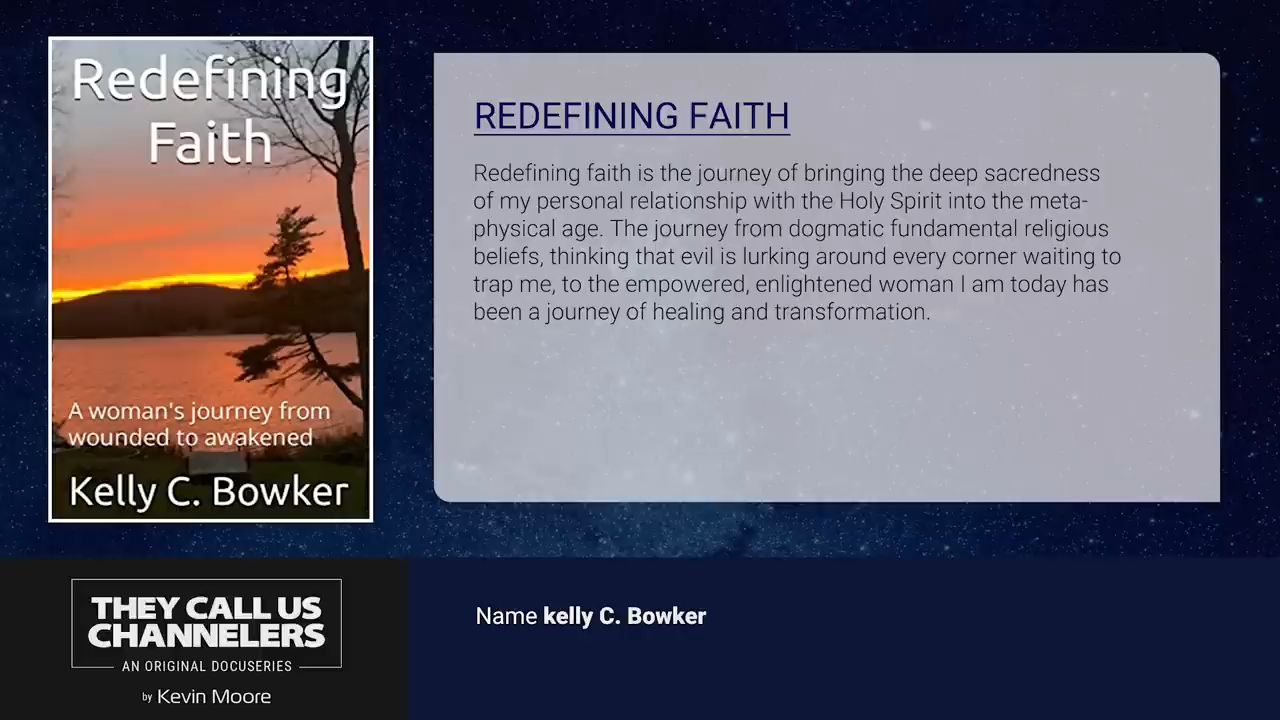 Redefining
Faith
A woman's journey from
wounded to awakened
Kelly C. Bowker
REDEFINING FAITH
Redefining faith is the journey of bringing the deep sacredness
of my personal relationship with the Holy Spirit into the meta-
physical age. The journey from dogmatic fundamental religious
beliefs, thinking that evil is lurking around every corner waiting to
trap me, to the empowered, enlightened woman I am today has
been a journey of healing and transformation.
THEY CALL US
CHANNELERS
AN ORIGINAL DOCUSERIES
by Kevin Moore
Name kelly C. Bowker